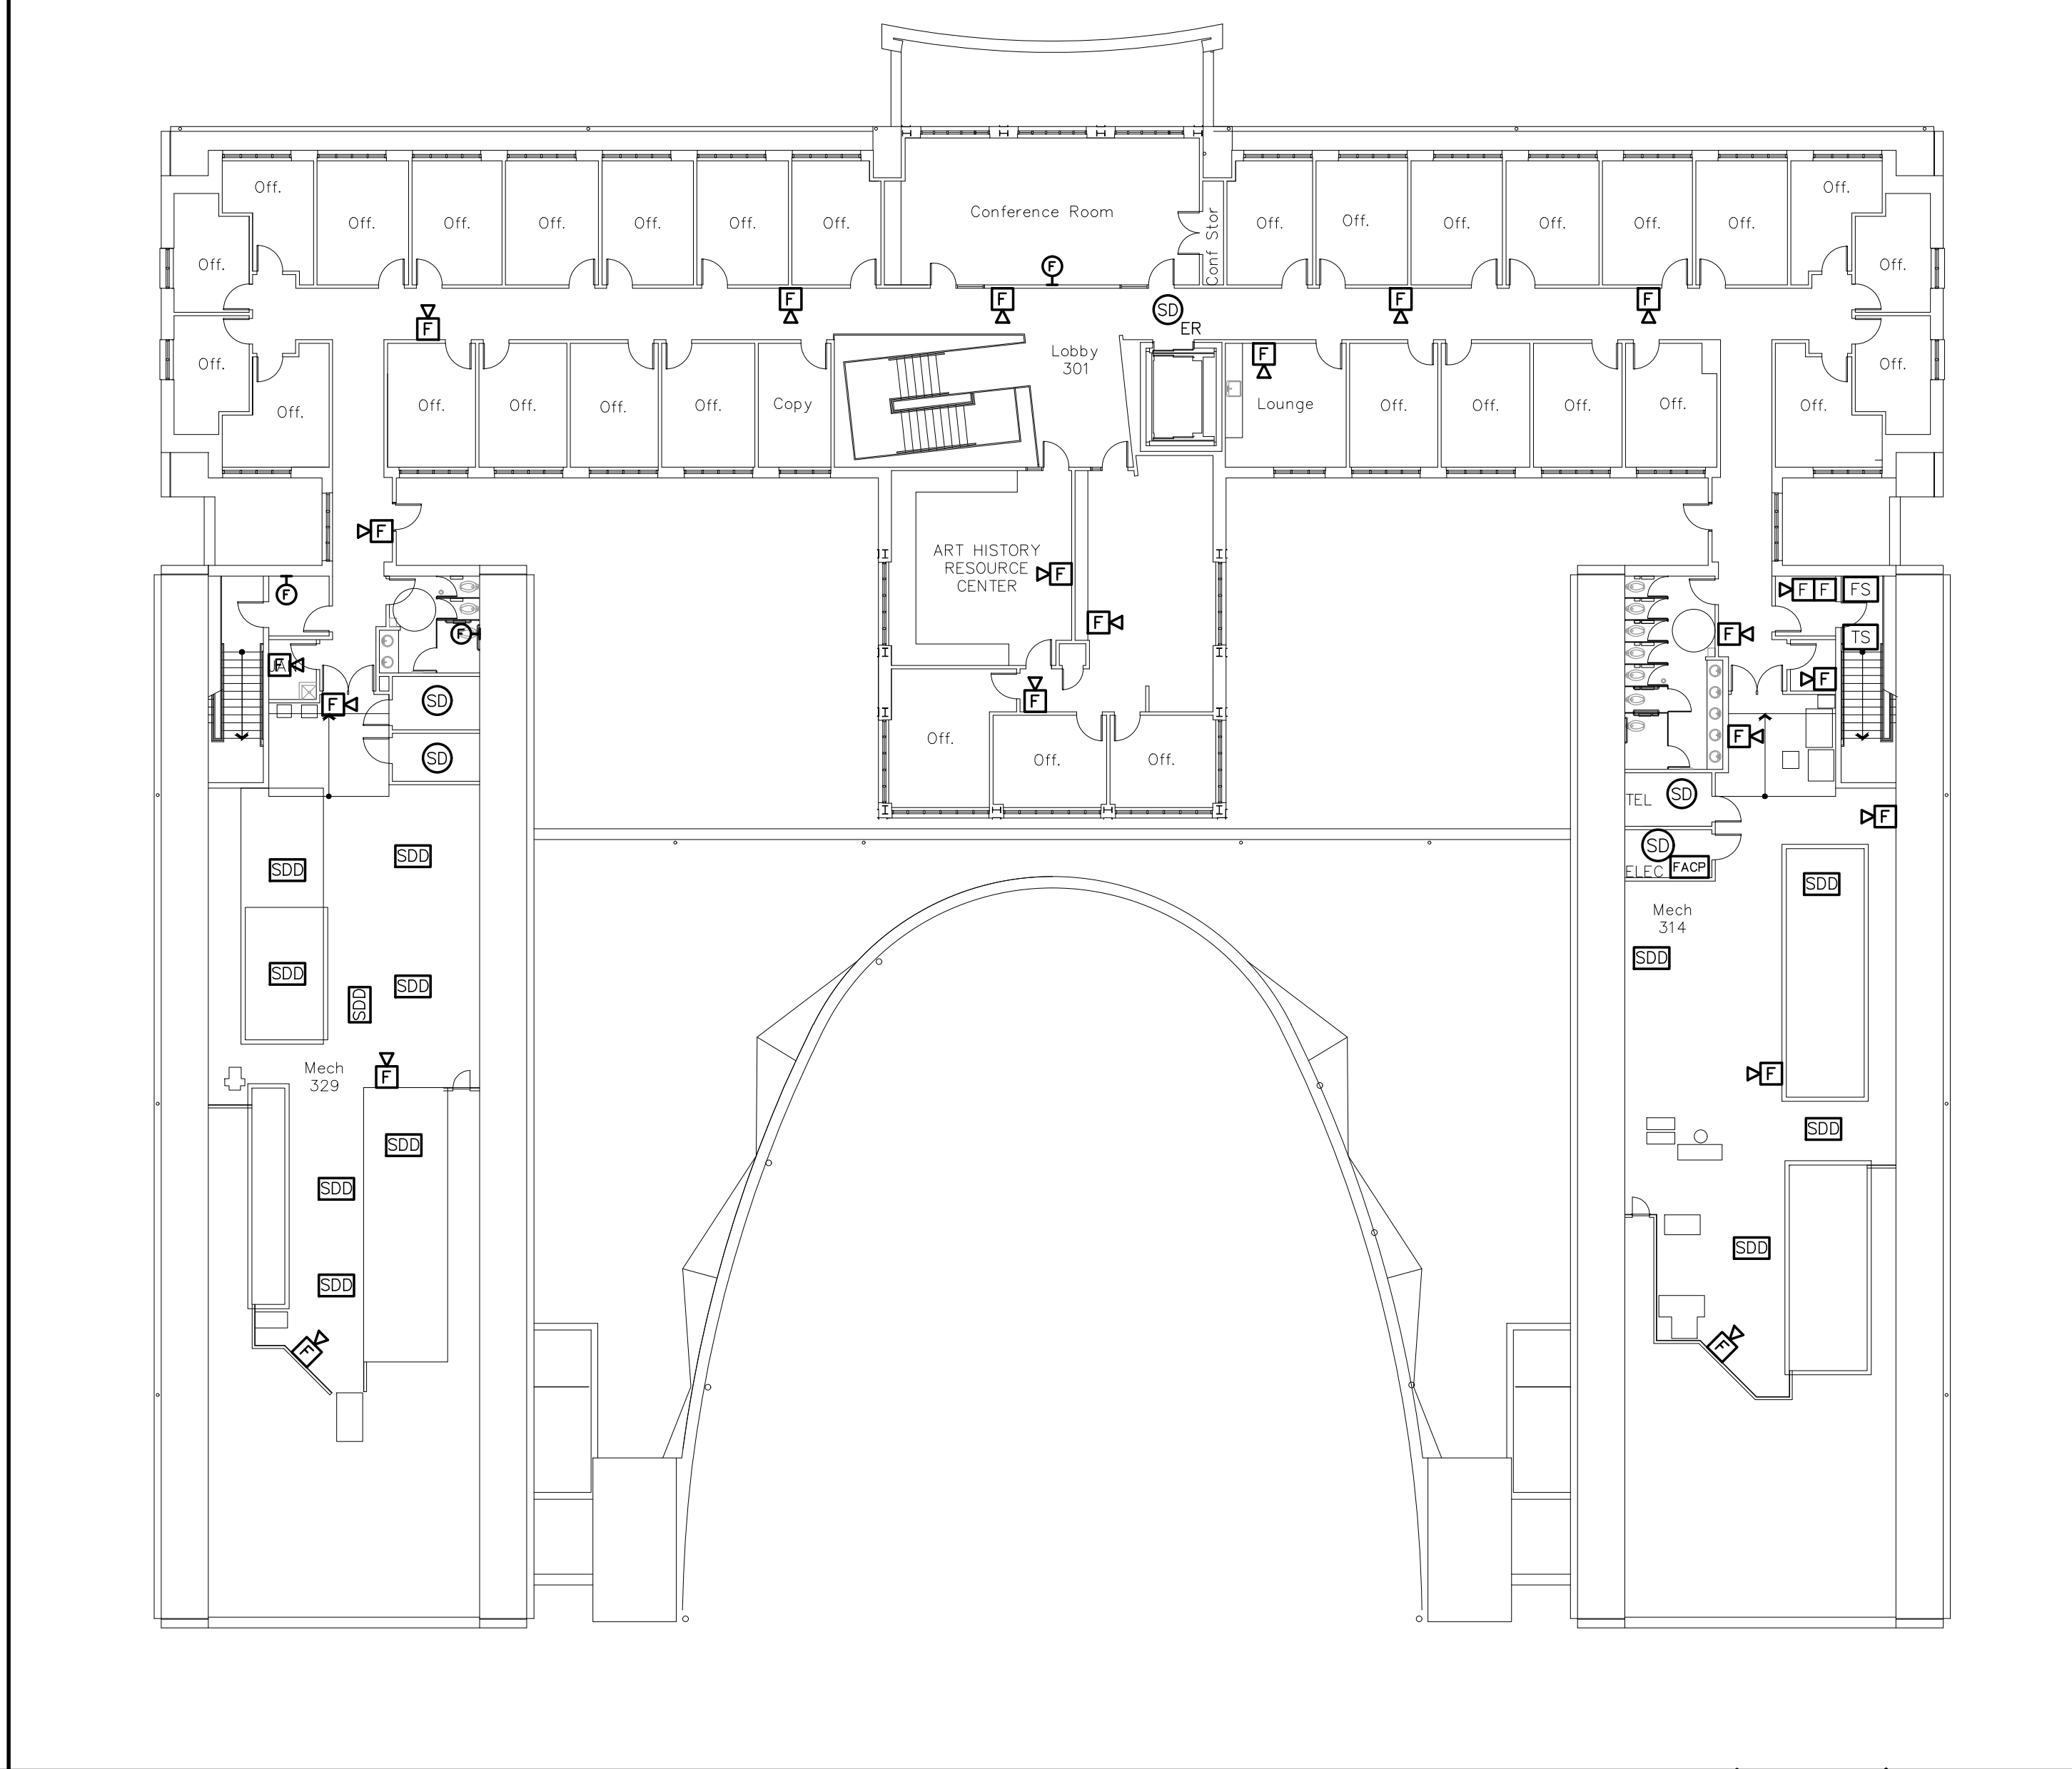 Off.
Off.
Off.
Off.
Off.
Off.
Off.
Conference Room
Conf Stor
Off.
Off.
Off.
Off.
Off.
Off.
Off.
Off.
Off.
F
F
F
F
SD
ER
F
F
F
Off.
Off.
Off.
Off.
Off.
Off.
Copy
Lobby
301
F
Lounge
Off.
Off.
Off.
Off.
Off.
Off.
F
ART HISTORY
RESOURCE
CENTER
F
F
F
F
F
F
SD
SD
F
Off.
Off.
Off.
F
F
FS
TS
F
F
F
TEL
SD
F
SD
ELEC
FACP
SDD
SDD
SDD
SDD
SDD
Mech
329
F
SDD
SDD
SDD
F
Mech
314
SDD
SDD
F
SDD
SDD
F